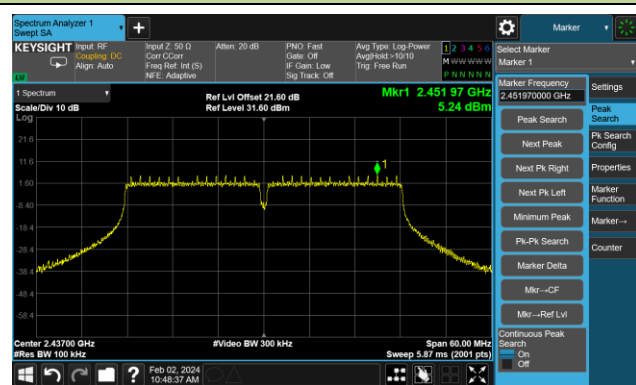 Spectrum Analyzer 1
Swept SA
+
Marker
KEYSIGHT
Input: RF
Coupling: DC
Align: Auto
Input Z: 50 Ω
Corr CCorr
Freq Ref: Int (S)
NFE: Adaptive
Atten: 20 dB
PNO: Fast
Gate: Off
IF Gain: Low
Sig Track: Off
Avg Type: Log-Power
Avg|Hold:>10/10
Trig: Free Run
1 2 3 4 5 6
M W W W W W
P N N N N N
LXI
Select Marker
Marker 1
1 Spectrum
Scale/Div 10 dB
Log
Ref Lvl Offset 21.60 dB
Ref Level 31.60 dBm
Mkr1 2.451 97 GHz
5.24 dBm
21.6
11.6
1.60
-8.40
-18.4
-28.4
-38.4
-48.4
-58.4
1
Center 2.43700 GHz
#Res BW 100 kHz
#Video BW 300 kHz
Span 60.00 MHz
Sweep 5.87 ms (2001 pts)
Marker Frequency
2.451970000 GHz
Peak Search
Next Peak
Next Pk Right
Next Pk Left
Minimum Peak
Pk-Pk Search
Marker Delta
Mkr→CF
Mkr→Ref Lvl
Continuous Peak
Search
On
Off
Settings
Peak
Search
Pk Search
Config
Properties
Marker
Function
Marker→
Counter
?
Feb 02, 2024
10:48:37 AM